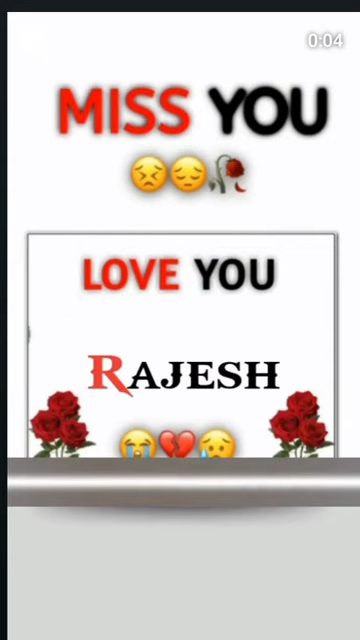 0:04
MISS YOU
😣😔🥀
LOVE YOU
RAJESH
😭💔😥